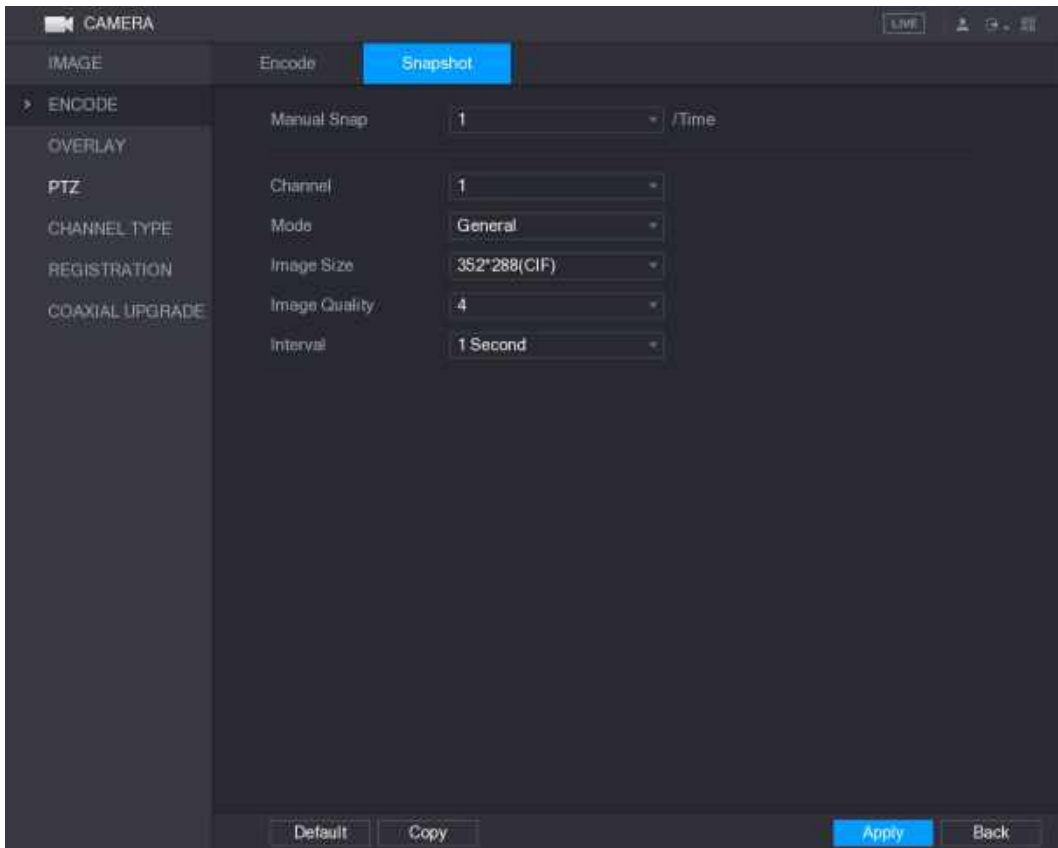 CAMERA LIVE
IMAGE Encode Snapshot
ENCODE
Manual Snap 1 /Time
OVERLAY
PTZ Channel 1
CHANNEL TYPE Mode General
REGISTRATION Image Size 352*288(CIF)
COAXIAL UPGRADE Image Quality 4
Interval 1 Second
Default Copy Apply Back